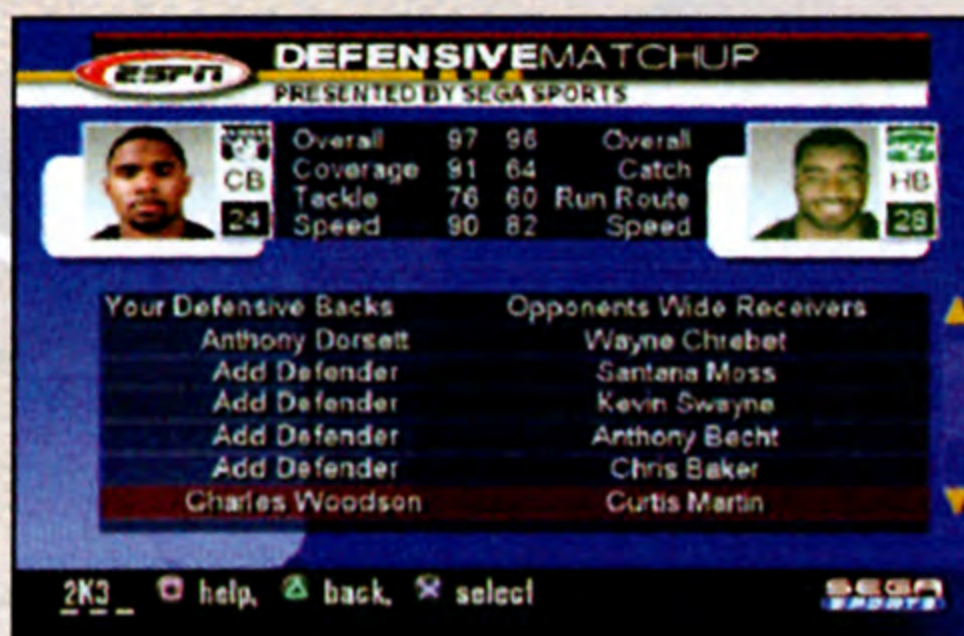 ESPN
DEFENSIVEMATCHUP
PRESENTED BY SEGA SPORTS
Overall 97 96 Overall
Coverage 91 64 Catch
Tackle 76 60 Run Route
Speed 90 82 Speed
CB
24
HB
28
Your Defensive Backs Opponents Wide Receivers
Anthony Dorsett Wayne Chrebet
Add Defender Santana Moss
Add Defender Kevin Swayne
Add Defender Anthony Becht
Add Defender Chris Baker
Charles Woodson Curtis Martin
2K3_ help, back, select
SEGA
SPORTS